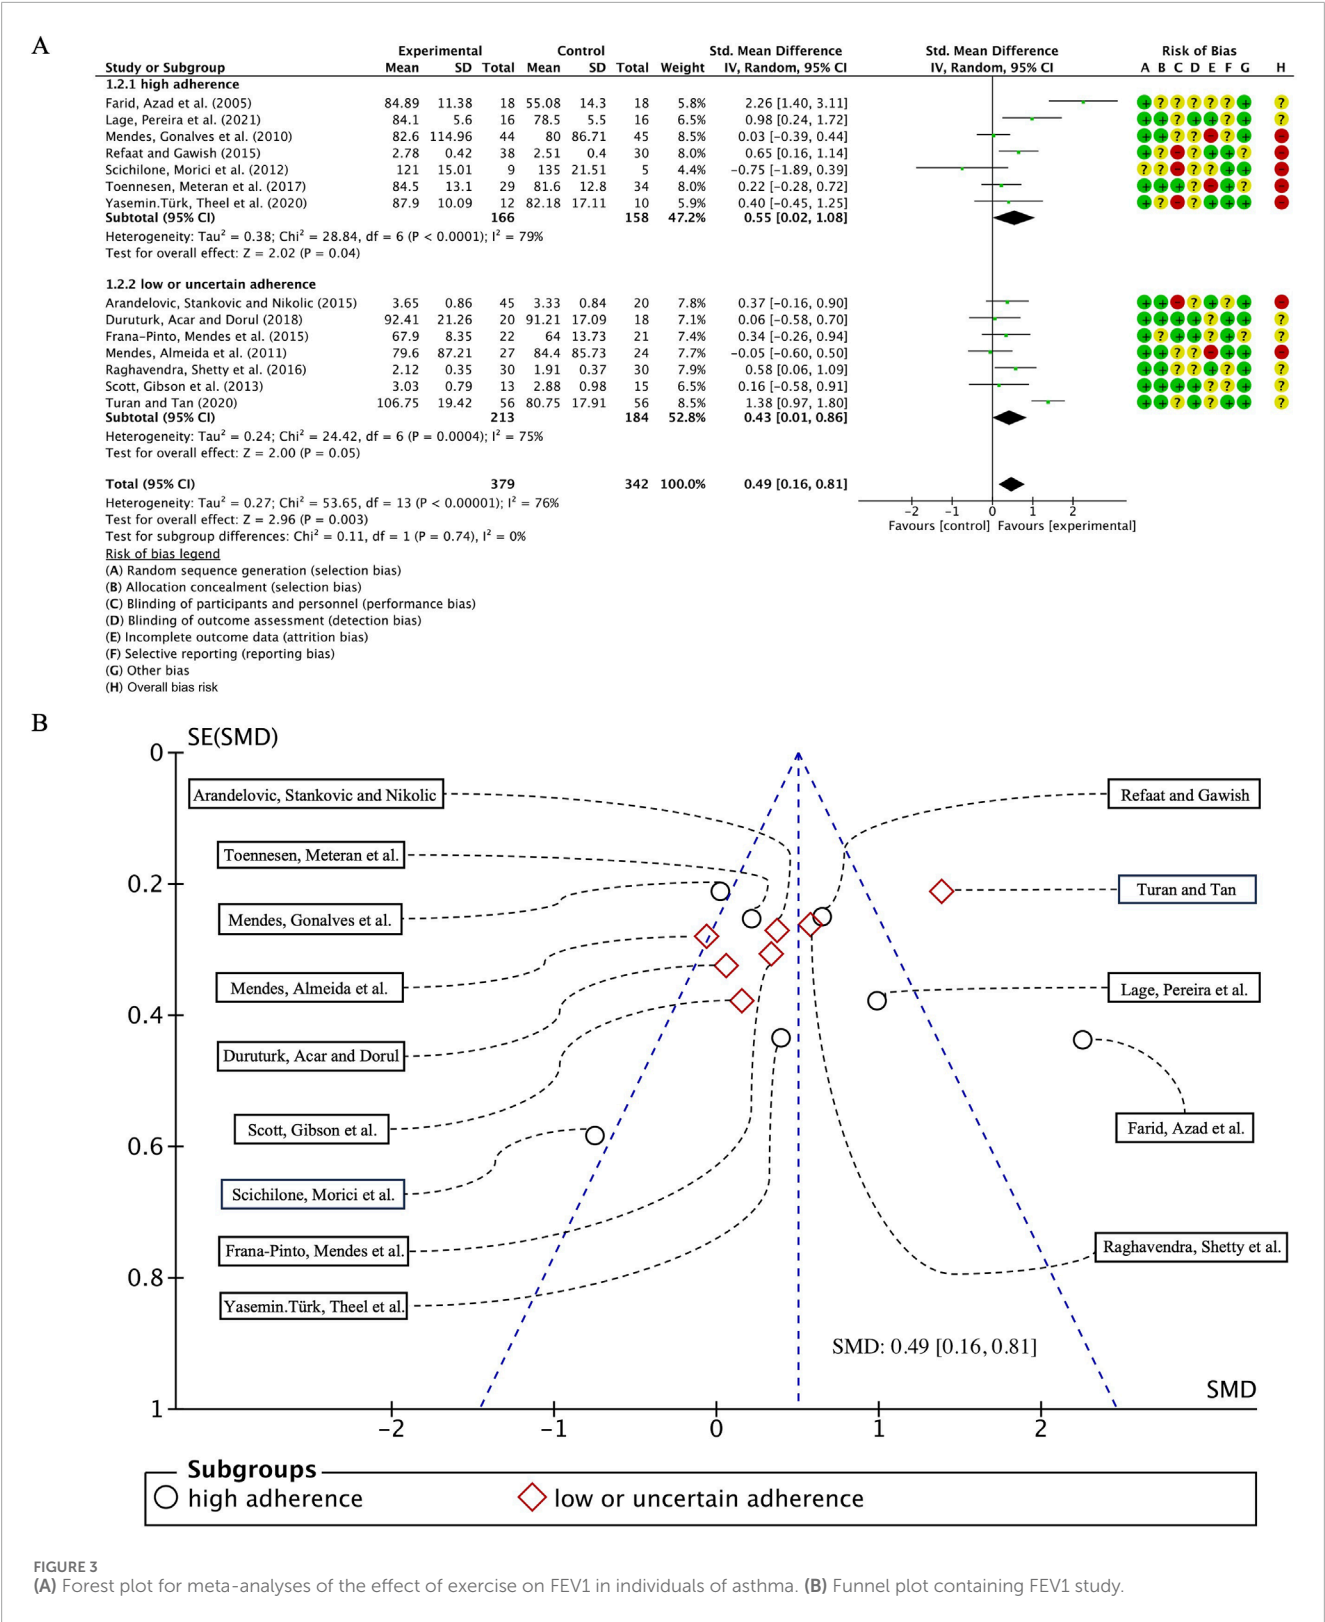 A
Experimental Control Std. Mean Difference Std. Mean Difference Risk of Bias
Study or Subgroup Mean SD Total Mean SD Total Weight IV, Random, 95% CI IV, Random, 95% CI A B C D E F G H
1.2.1 high adherence
Farid, Azad et al. (2005) 84.89 11.38 18 55.08 14.3 18 5.8% 2.26 [1.40, 3.11] + ? ? ? ? ? + ?
Lage, Pereira et al. (2021) 84.1 5.6 16 78.5 5.5 16 6.5% 0.98 [0.24, 1.72] + + ? + ? ? + ?
Mendes, Gonalves et al. (2010) 82.6 114.96 44 80 86.71 45 8.5% 0.03 [−0.39, 0.44] + + ? ? − ? + −
Refaat and Gawish (2015) 2.78 0.42 38 2.51 0.4 30 8.0% 0.65 [0.16, 1.14] + ? − ? + + ? −
Scichilone, Morici et al. (2012) 121 15.01 9 135 21.51 5 4.4% −0.75 [−1.89, 0.39] ? ? − ? ? + + −
Toennesen, Meteran et al. (2017) 84.5 13.1 29 81.6 12.8 34 8.0% 0.22 [−0.28, 0.72] + + + ? − + ? −
Yasemin.Türk, Theel et al. (2020) 87.9 10.09 12 82.18 17.11 10 5.9% 0.40 [−0.45, 1.25] + ? − ? + + + −
Subtotal (95% CI) 166 158 47.2% 0.55 [0.02, 1.08]
Heterogeneity: Tau² = 0.38; Chi² = 28.84, df = 6 (P < 0.0001); I² = 79%
Test for overall effect: Z = 2.02 (P = 0.04)
1.2.2 low or uncertain adherence
Arandelovic, Stankovic and Nikolic (2015) 3.65 0.86 45 3.33 0.84 20 7.8% 0.37 [−0.16, 0.90] + + − ? + ? + −
Duruturk, Acar and Dorul (2018) 92.41 21.26 20 91.21 17.09 18 7.1% 0.06 [−0.58, 0.70] + + + + ? + + ?
Frana–Pinto, Mendes et al. (2015) 67.9 8.35 22 64 13.73 21 7.4% 0.34 [−0.26, 0.94] + ? + + + + ? ?
Mendes, Almeida et al. (2011) 79.6 87.21 27 84.4 85.73 24 7.7% −0.05 [−0.60, 0.50] + + ? ? − ? + −
Raghavendra, Shetty et al. (2016) 2.12 0.35 30 1.91 0.37 30 7.9% 0.58 [0.06, 1.09] + + ? ? + ? + ?
Scott, Gibson et al. (2013) 3.03 0.79 13 2.88 0.98 15 6.5% 0.16 [−0.58, 0.91] + + + + ? ? + ?
Turan and Tan (2020) 106.75 19.42 56 80.75 17.91 56 8.5% 1.38 [0.97, 1.80] + + ? + ? + + ?
Subtotal (95% CI) 213 184 52.8% 0.43 [0.01, 0.86]
Heterogeneity: Tau² = 0.24; Chi² = 24.42, df = 6 (P = 0.0004); I² = 75%
Test for overall effect: Z = 2.00 (P = 0.05)
Total (95% CI) 379 342 100.0% 0.49 [0.16, 0.81]
Heterogeneity: Tau² = 0.27; Chi² = 53.65, df = 13 (P < 0.00001); I² = 76%
Test for overall effect: Z = 2.96 (P = 0.003)
Test for subgroup differences: Chi² = 0.11, df = 1 (P = 0.74), I² = 0%
−2 −1 0 1 2
Favours [control] Favours [experimental]
Risk of bias legend
(A) Random sequence generation (selection bias)
(B) Allocation concealment (selection bias)
(C) Blinding of participants and personnel (performance bias)
(D) Blinding of outcome assessment (detection bias)
(E) Incomplete outcome data (attrition bias)
(F) Selective reporting (reporting bias)
(G) Other bias
(H) Overall bias risk
B
SE(SMD)
0
Arandelovic, Stankovic and Nikolic
Refaat and Gawish
Toennesen, Meteran et al.
0.2
Turan and Tan
Mendes, Gonalves et al.
Mendes, Almeida et al.
Lage, Pereira et al.
0.4
Duruturk, Acar and Dorul
Scott, Gibson et al.
Farid, Azad et al.
0.6
Scichilone, Morici et al.
Frana-Pinto, Mendes et al.
Raghavendra, Shetty et al.
0.8
Yasemin.Türk, Theel et al.
SMD: 0.49 [0.16, 0.81]
SMD
1
−2 −1 0 1 2
Subgroups
high adherence low or uncertain adherence
FIGURE 3
(A) Forest plot for meta-analyses of the effect of exercise on FEV1 in individuals of asthma. (B) Funnel plot containing FEV1 study.